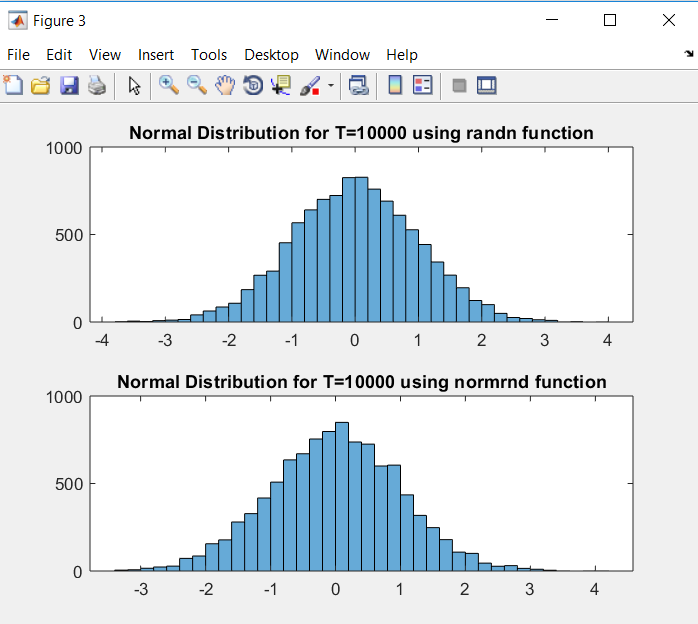 Figure 3
File Edit View Insert Tools Desktop Window Help
Normal Distribution for T=10000 using randn function
1000
500
0
-4 -3 -2 -1 0 1 2 3 4
Normal Distribution for T=10000 using normrnd function
1000
500
0
-3 -2 -1 0 1 2 3 4